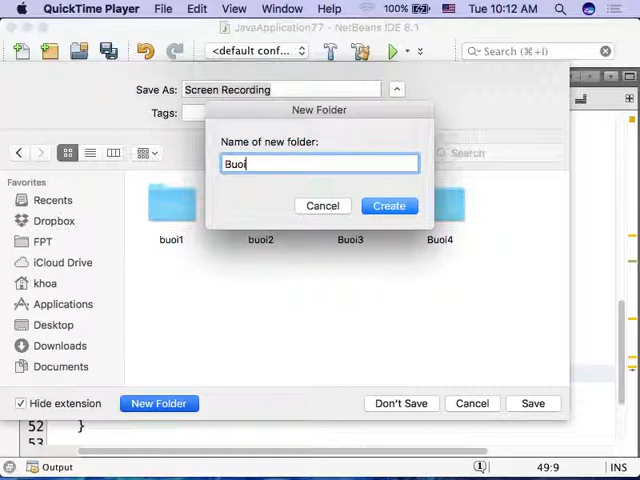 QuickTime Player File Edit View Window Help 100% Tue 10:12 AM
JavaApplication77 - NetBeans IDE 8.1
<default conf... Search (⌘+I)
Save As: Screen Recording
Tags:
New Folder
Name of new folder:
Buoi
Cancel Create
Search
Favorites
Recents
Dropbox
FPT
iCloud Drive
khoa
Applications
Desktop
Downloads
Documents
buoi1 buoi2 Buoi3 Buoi4
Hide extension New Folder Don't Save Cancel Save
52 }
53
Output 1 49:9 INS